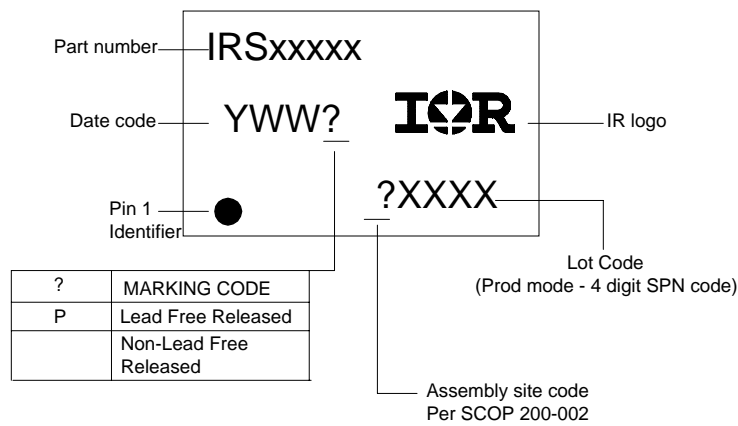 Part number
IRSxxxxx
Date code
YWW?
IOR
IR logo
?XXXX
Pin 1
Identifier
Lot Code
(Prod mode - 4 digit SPN code)
? MARKING CODE
P Lead Free Released
Non-Lead Free
Released
Assembly site code
Per SCOP 200-002